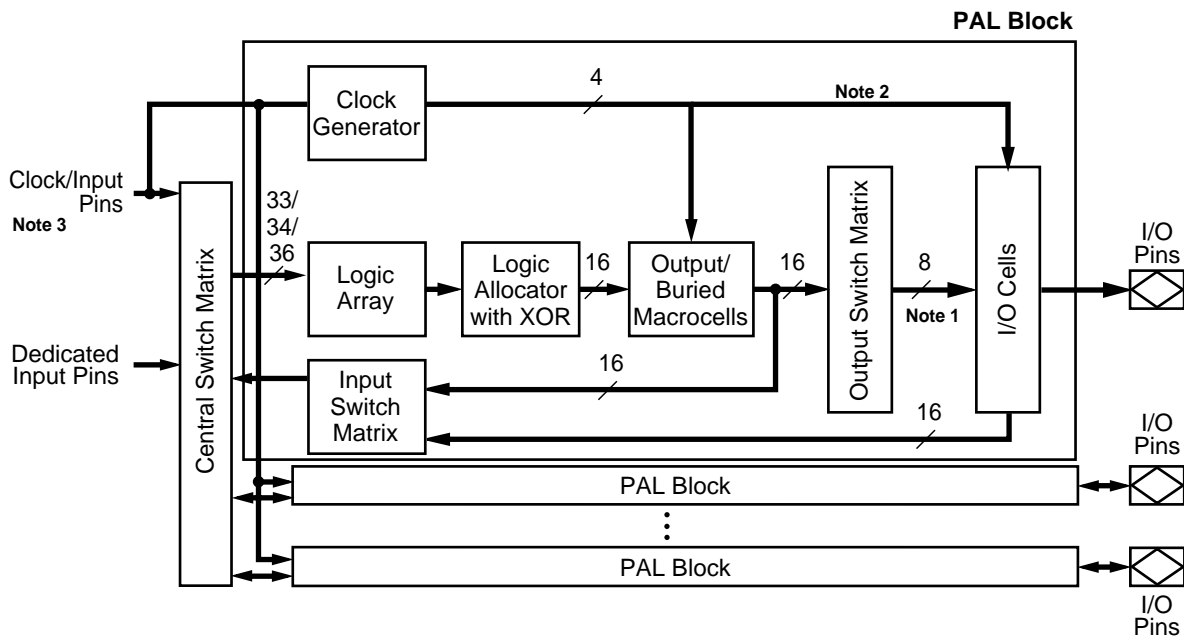 PAL Block
Clock
Generator
4
Note 2
Clock/Input
Pins
Note 3
Central Switch Matrix
33/
34/
36
Logic
Array
Logic
Allocator
with XOR
16
Output/
Buried
Macrocells
16
Output Switch Matrix
8
Note 1
I/O Cells
I/O
Pins
Dedicated
Input Pins
Input
Switch
Matrix
16
16
I/O
Pins
PAL Block
PAL Block
I/O
Pins